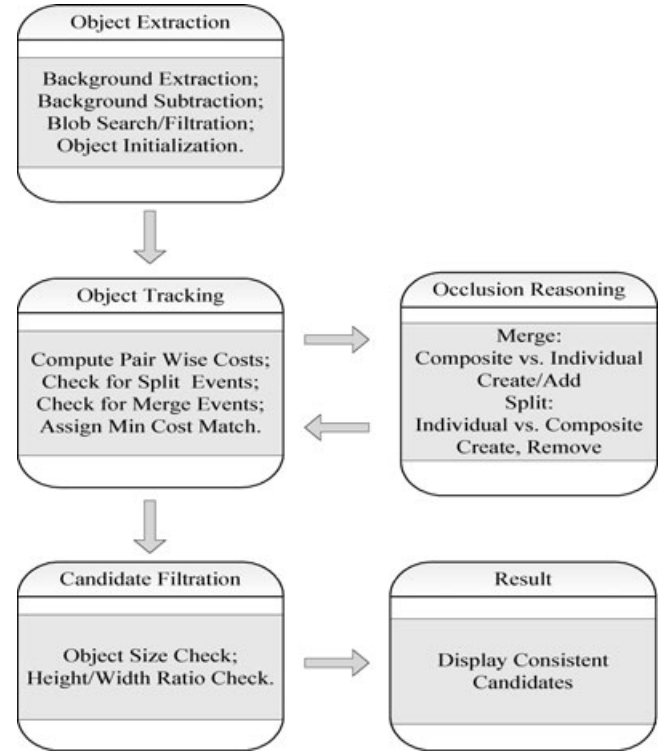 Object Extraction
Background Extraction;
Background Subtraction;
Blob Search/Filtration;
Object Initialization.
Object Tracking
Compute Pair Wise Costs;
Check for Split Events;
Check for Merge Events;
Assign Min Cost Match.
Occlusion Reasoning
Merge:
Composite vs. Individual
Create/Add
Split:
Individual vs. Composite
Create, Remove
Candidate Filtration
Object Size Check;
Height/Width Ratio Check.
Result
Display Consistent
Candidates